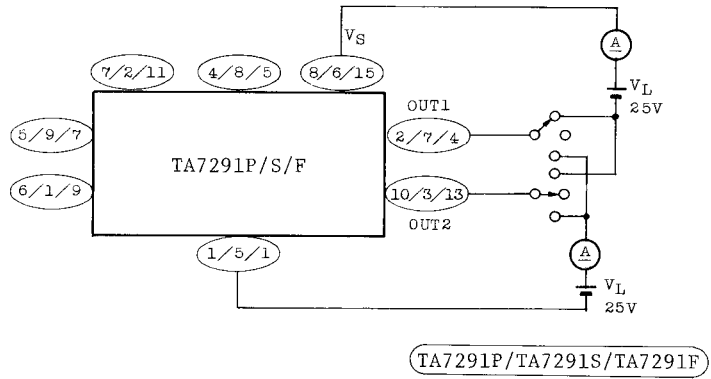 VS
A
7/2/11
4/8/5
8/6/15
VL
25V
OUT1
5/9/7
2/7/4
TA7291P/S/F
6/1/9
10/3/13
OUT2
1/5/1
A
VL
25V
TA7291P/TA7291S/TA7291F